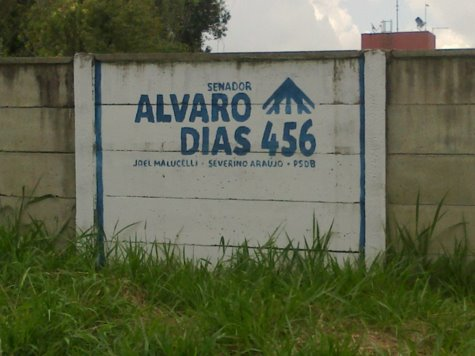 SENADOR
ALVARO
DIAS 456
JOEL MALUCELLI - SEVERINO ARAUJO - PSDB